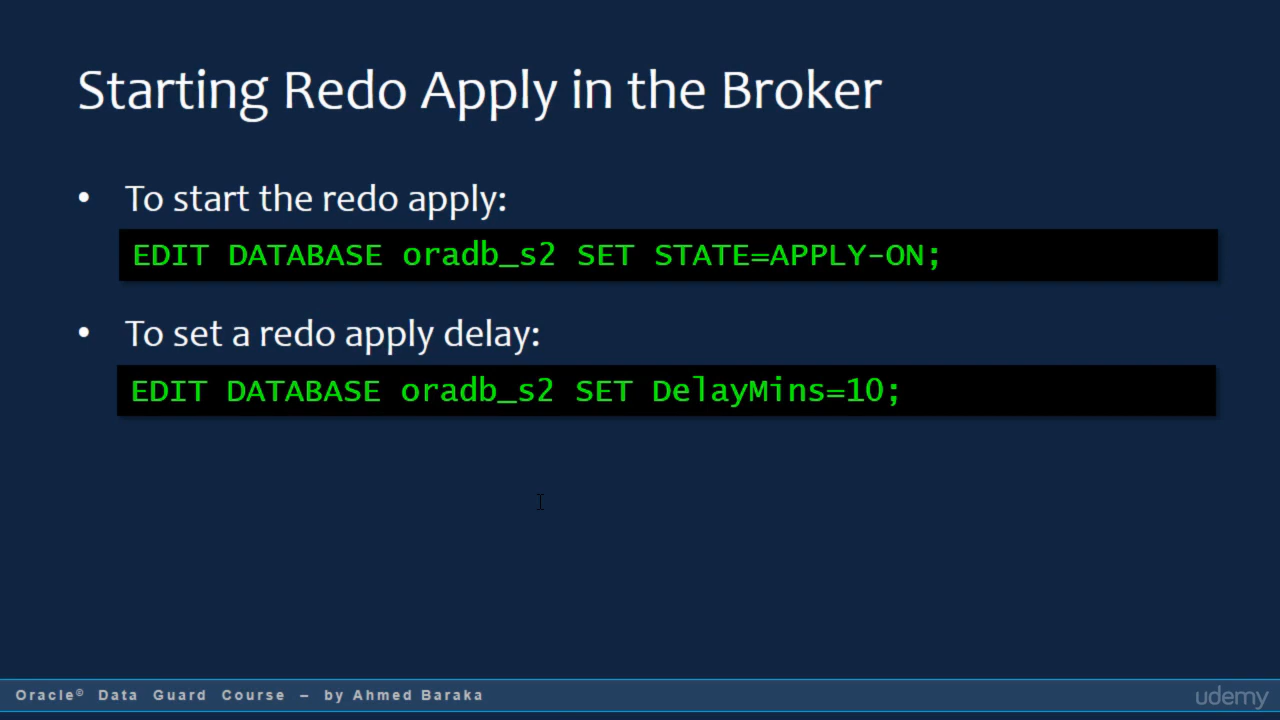 Starting Redo Apply in the Broker
• To start the redo apply:
EDIT DATABASE oradb_s2 SET STATE=APPLY-ON;
• To set a redo apply delay:
EDIT DATABASE oradb_s2 SET DelayMins=10;
Oracle® Data Guard Course – by Ahmed Baraka
udemy